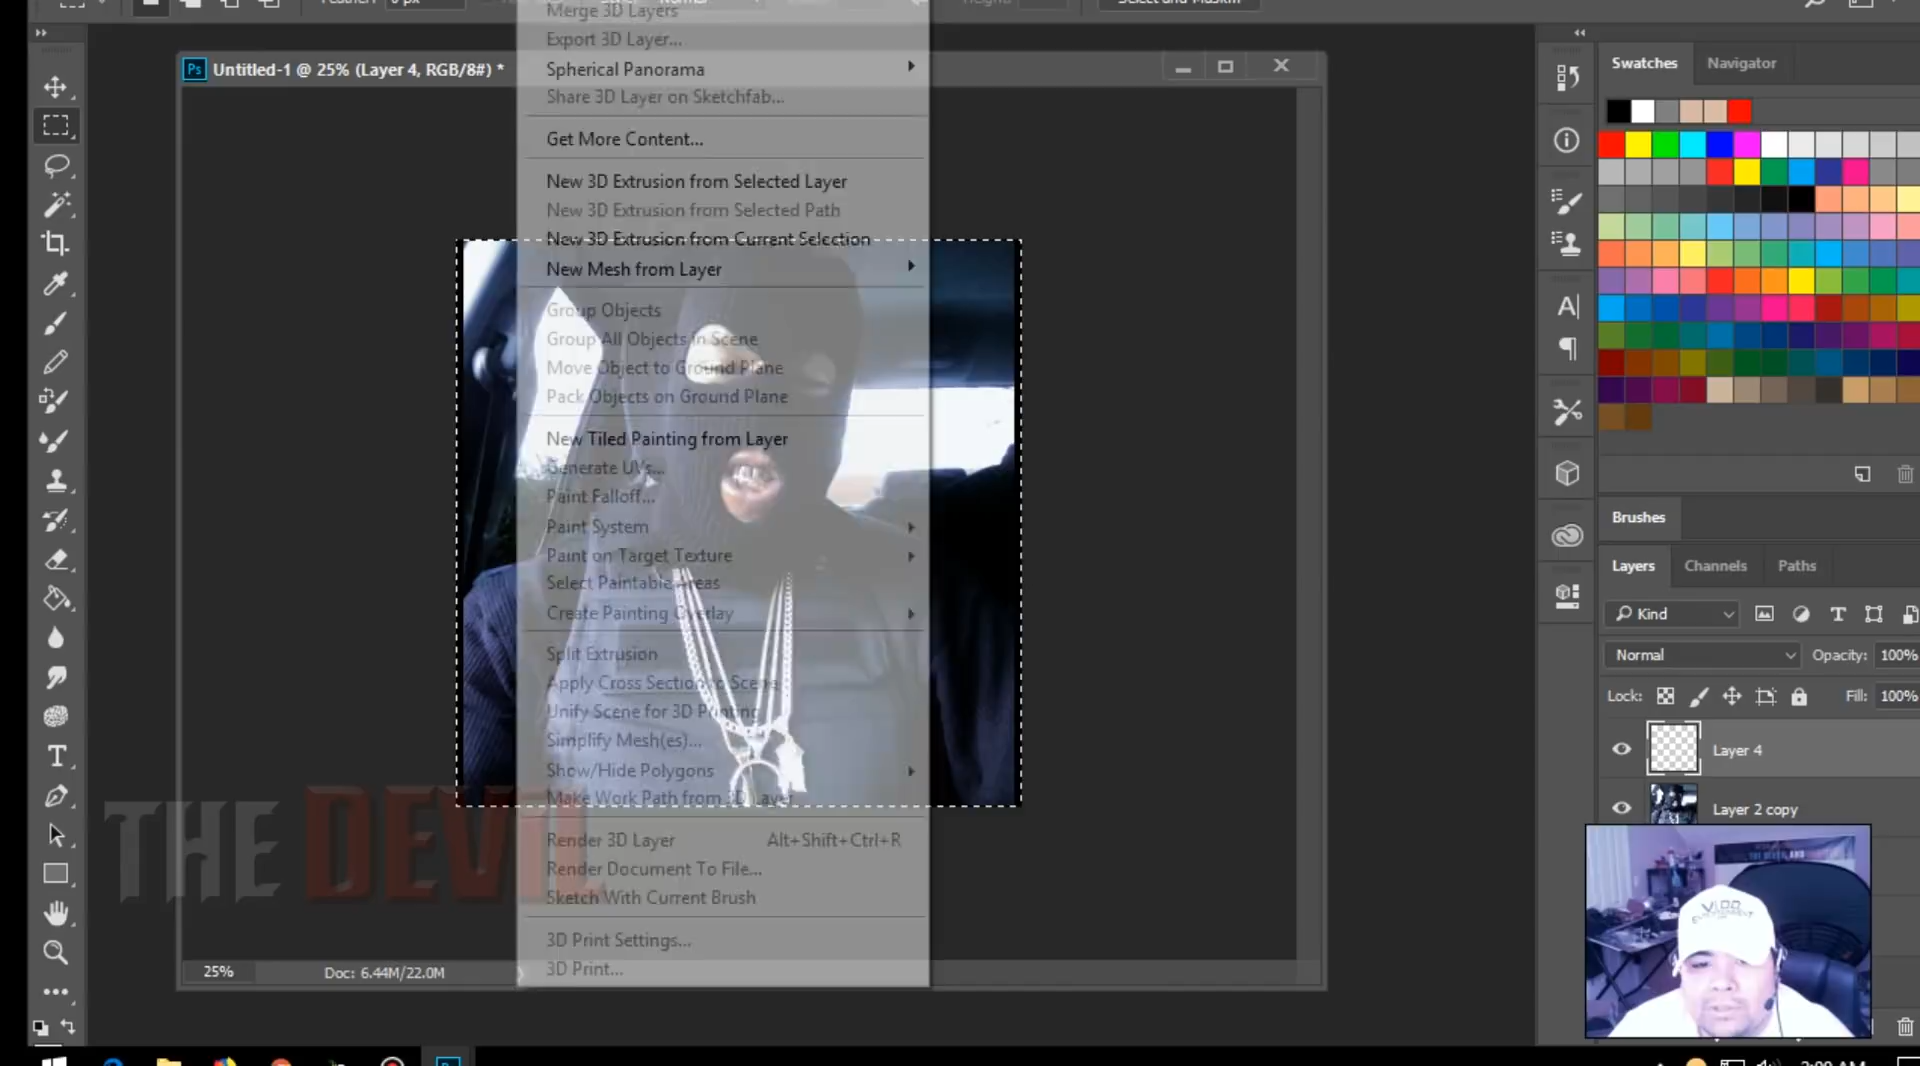 Merge 3D Layers
Export 3D Layer...
Untitled-1 @ 25% (Layer 4, RGB/8#) *
Spherical Panorama
Share 3D Layer on Sketchfab...
Get More Content...
New 3D Extrusion from Selected Layer
New 3D Extrusion from Selected Path
New 3D Extrusion from Current Selection
New Mesh from Layer
Group Objects
Group All Objects in Scene
Move Object to Ground Plane
Pack Objects on Ground Plane
New Tiled Painting from Layer
Generate UVs...
Paint Falloff...
Paint System
Paint on Target Texture
Select Paintable Areas
Create Painting Overlay
Split Extrusion
Apply Cross Section to Scene
Unify Scene for 3D Printing
Simplify Mesh(es)...
Show/Hide Polygons
Make Work Path from 3D Layer
Render 3D Layer Alt+Shift+Ctrl+R
Render Document To File...
Sketch With Current Brush
3D Print Settings...
3D Print...
THE DEVIL
25% Doc: 6.44M/22.0M
Swatches Navigator
Brushes
Layers Channels Paths
Kind
Normal Opacity: 100%
Lock: Fill: 100%
Layer 4
Layer 2 copy